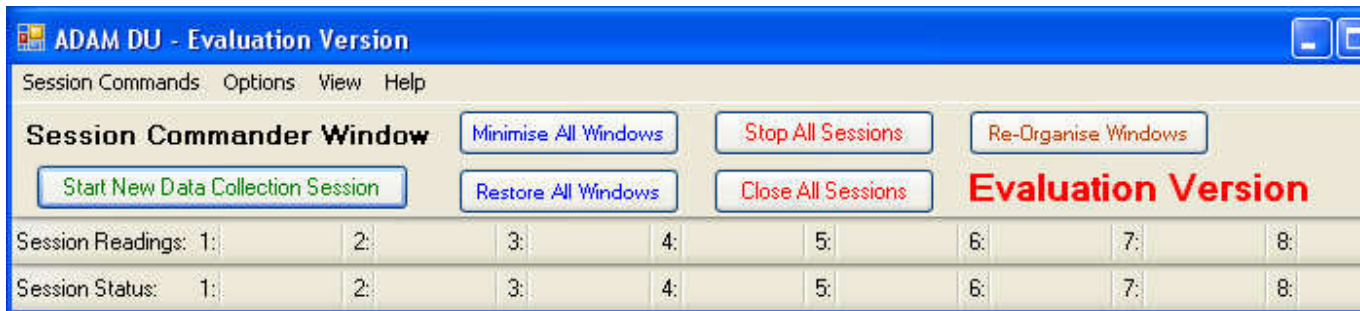 ADAM DU - Evaluation Version
Session Commands Options View Help
Session Commander Window Minimise All Windows Stop All Sessions Re-Organise Windows
Start New Data Collection Session Restore All Windows Close All Sessions Evaluation Version
Session Readings: 1: 2: 3: 4: 5: 6: 7: 8:
Session Status: 1: 2: 3: 4: 5: 6: 7: 8: